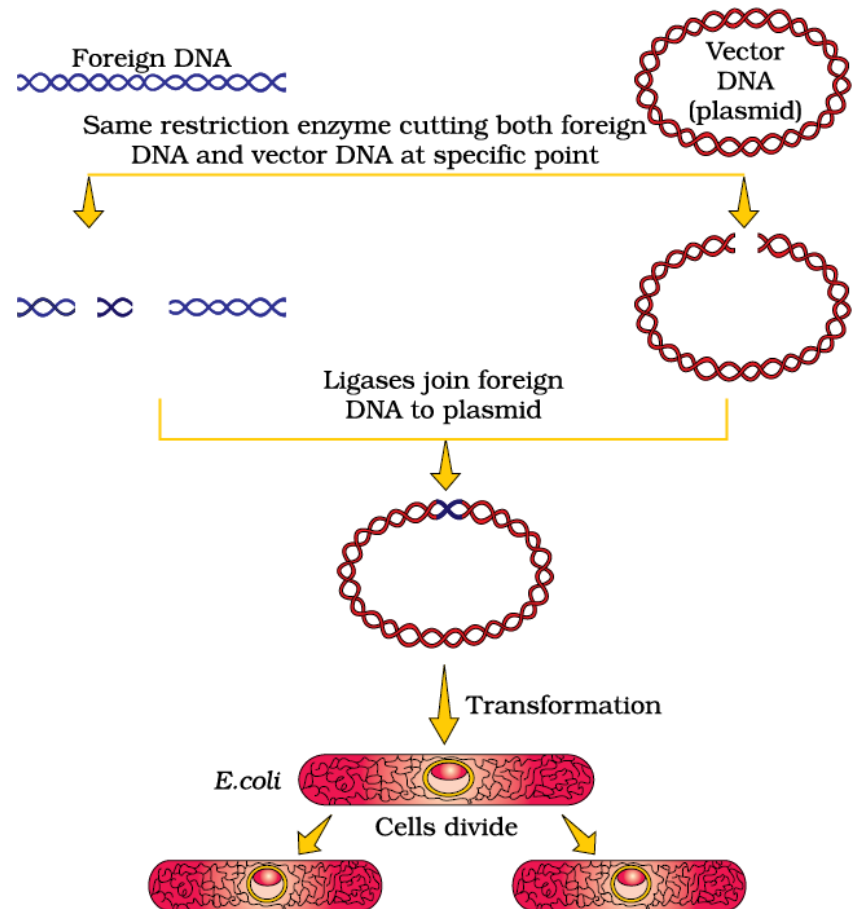 Foreign DNA
Vector
DNA
(plasmid)
Same restriction enzyme cutting both foreign
DNA and vector DNA at specific point
Ligases join foreign
DNA to plasmid
Transformation
E.coli
Cells divide